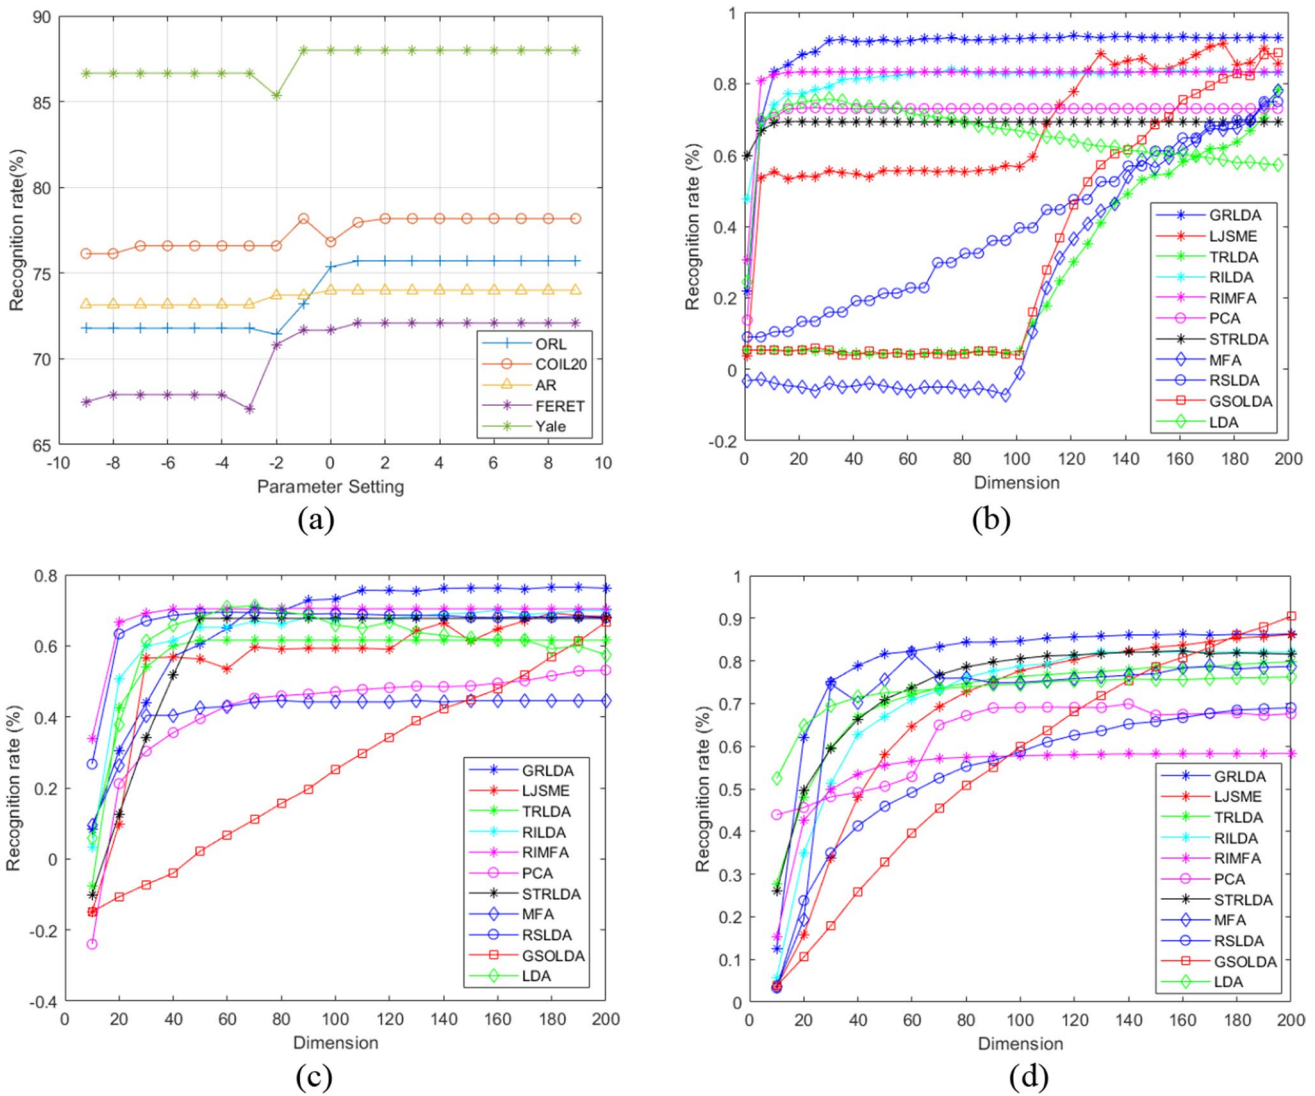 90
85
80
75
70
65
Recognition rate(%)
-10 -8 -6 -4 -2 0 2 4 6 8 10
Parameter Setting
ORL
COIL20
AR
FERET
Yale
(a)
1
0.8
0.6
0.4
0.2
0
-0.2
Recognition rate (%)
0 20 40 60 80 100 120 140 160 180 200
Dimension
GRLDA
LJSME
TRLDA
RILDA
RIMFA
PCA
STRLDA
MFA
RSLDA
GSOLDA
LDA
(b)
0.8
0.6
0.4
0.2
0
-0.2
-0.4
Recognition rate (%)
0 20 40 60 80 100 120 140 160 180 200
Dimension
GRLDA
LJSME
TRLDA
RILDA
RIMFA
PCA
STRLDA
MFA
RSLDA
GSOLDA
LDA
(c)
1
0.9
0.8
0.7
0.6
0.5
0.4
0.3
0.2
0.1
0
Recognition rate (%)
0 20 40 60 80 100 120 140 160 180 200
Dimension
GRLDA
LJSME
TRLDA
RILDA
RIMFA
PCA
STRLDA
MFA
RSLDA
GSOLDA
LDA
(d)